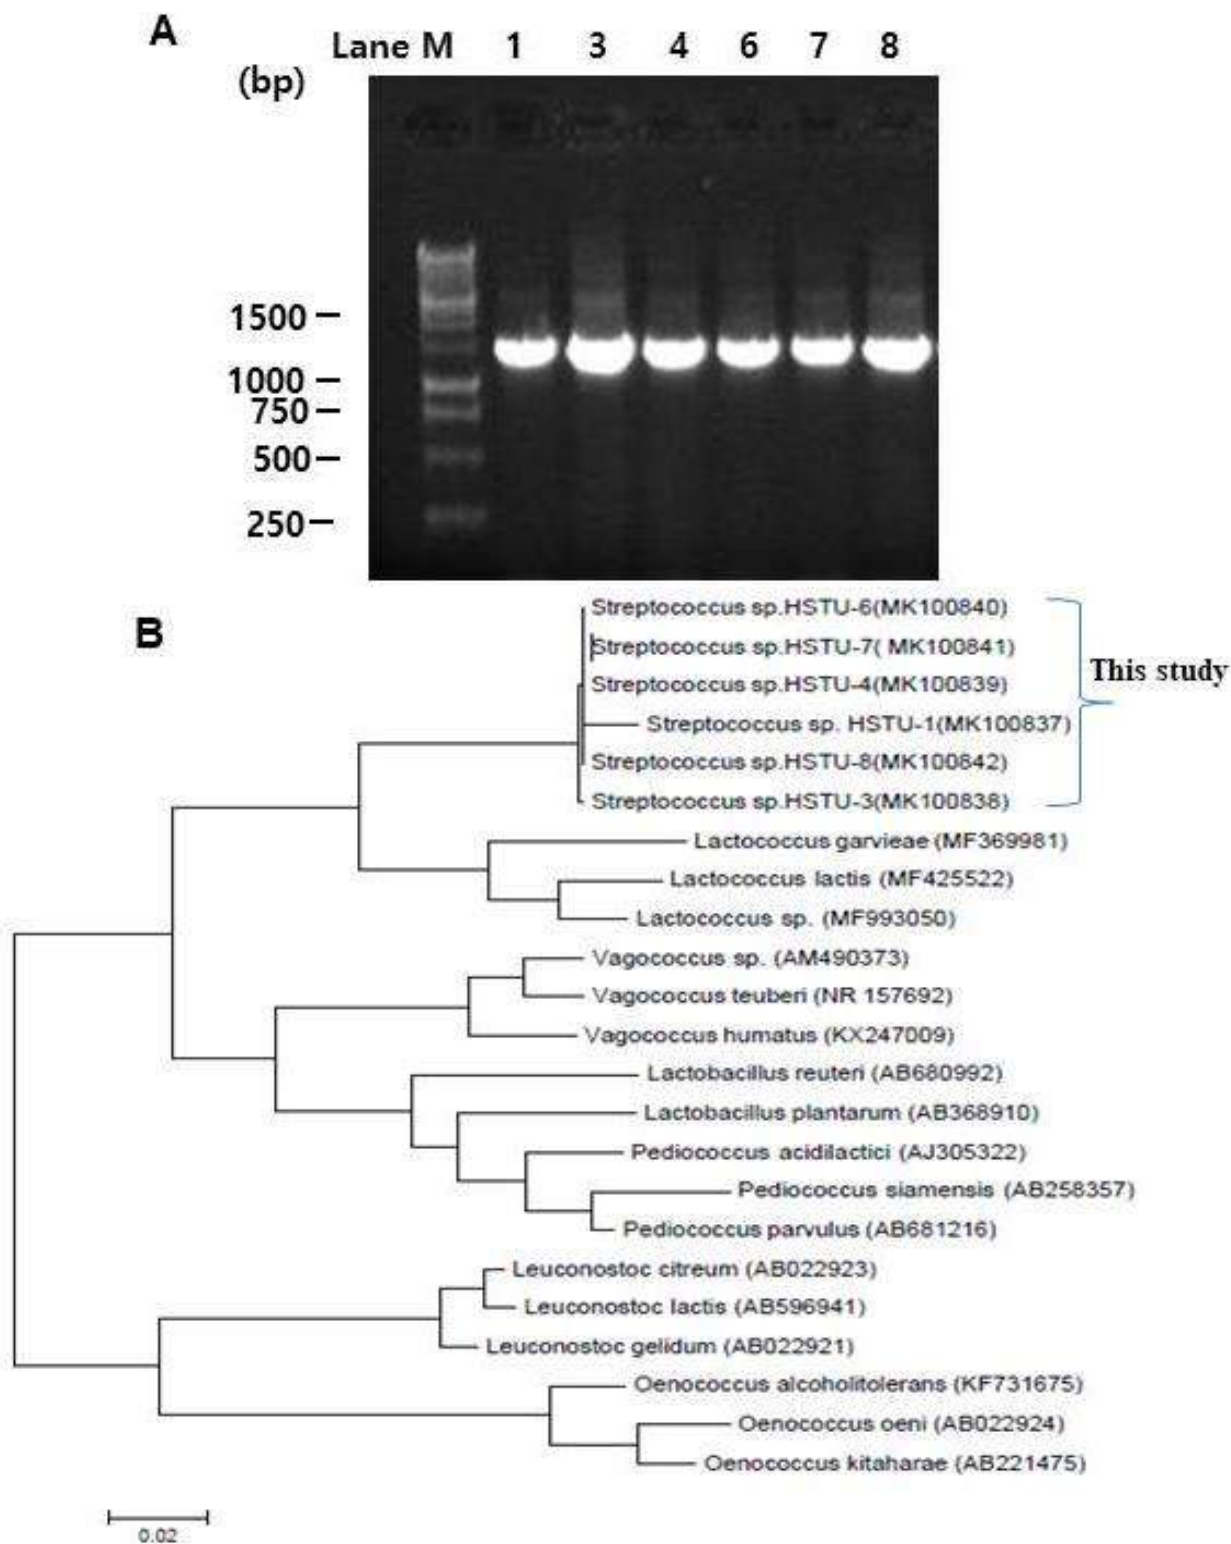 A
Lane M 1 3 4 6 7 8
(bp)
1500
1000
750
500
250
B
Streptococcus sp.HSTU-6(MK100840)
Streptococcus sp.HSTU-7( MK100841)
This study
Streptococcus sp.HSTU-4(MK100839)
Streptococcus sp. HSTU-1(MK100837)
Streptococcus sp.HSTU-8(MK100842)
Streptococcus sp.HSTU-3(MK100838)
Lactococcus garvieae (MF369981)
Lactococcus lactis (MF425522)
Lactococcus sp. (MF993050)
Vagococcus sp. (AM490373)
Vagococcus teuberi (NR 157692)
Vagococcus humatus (KX247009)
Lactobacillus reuteri (AB680992)
Lactobacillus plantarum (AB368910)
Pediococcus acidilactici (AJ305322)
Pediococcus siamensis (AB258357)
Pediococcus parvulus (AB681216)
Leuconostoc citreum (AB022923)
Leuconostoc lactis (AB596941)
Leuconostoc gelidum (AB022921)
Oenococcus alcoholitolerans (KF731675)
Oenococcus oeni (AB022924)
Oenococcus kitaharae (AB221475)
0.02